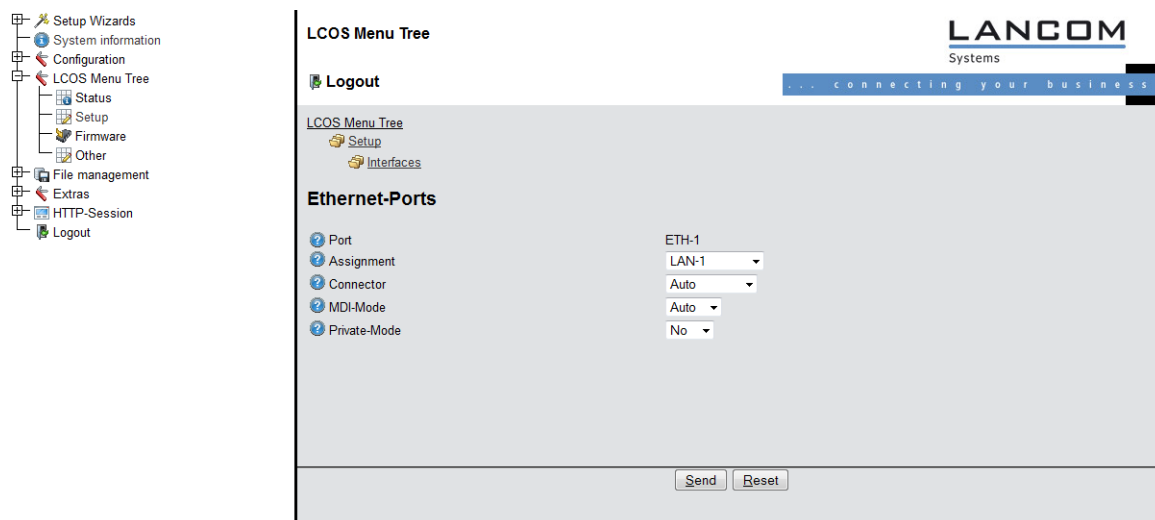 Setup Wizards
System information
Configuration
LCOS Menu Tree
Status
Setup
Firmware
Other
File management
Extras
HTTP-Session
Logout
LCOS Menu Tree
LANCOM
Systems
Logout
... connecting your business
LCOS Menu Tree
Setup
Interfaces
Ethernet-Ports
Port ETH-1
Assignment LAN-1
Connector Auto
MDI-Mode Auto
Private-Mode No
Send Reset